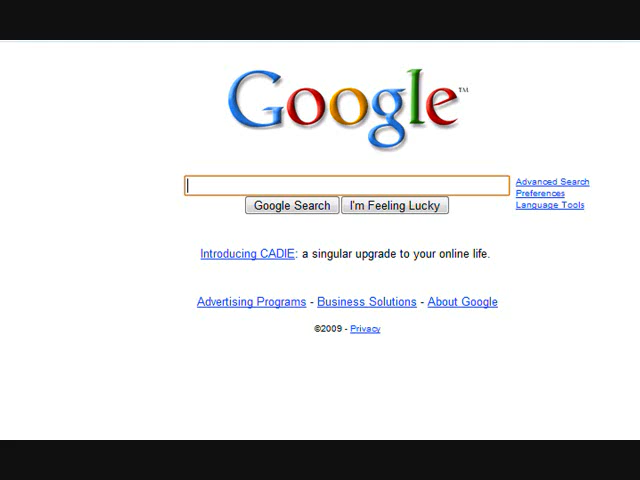 Google™
Advanced Search
Preferences
Language Tools
Google Search I'm Feeling Lucky
Introducing CADIE: a singular upgrade to your online life.
Advertising Programs - Business Solutions - About Google
©2009 - Privacy